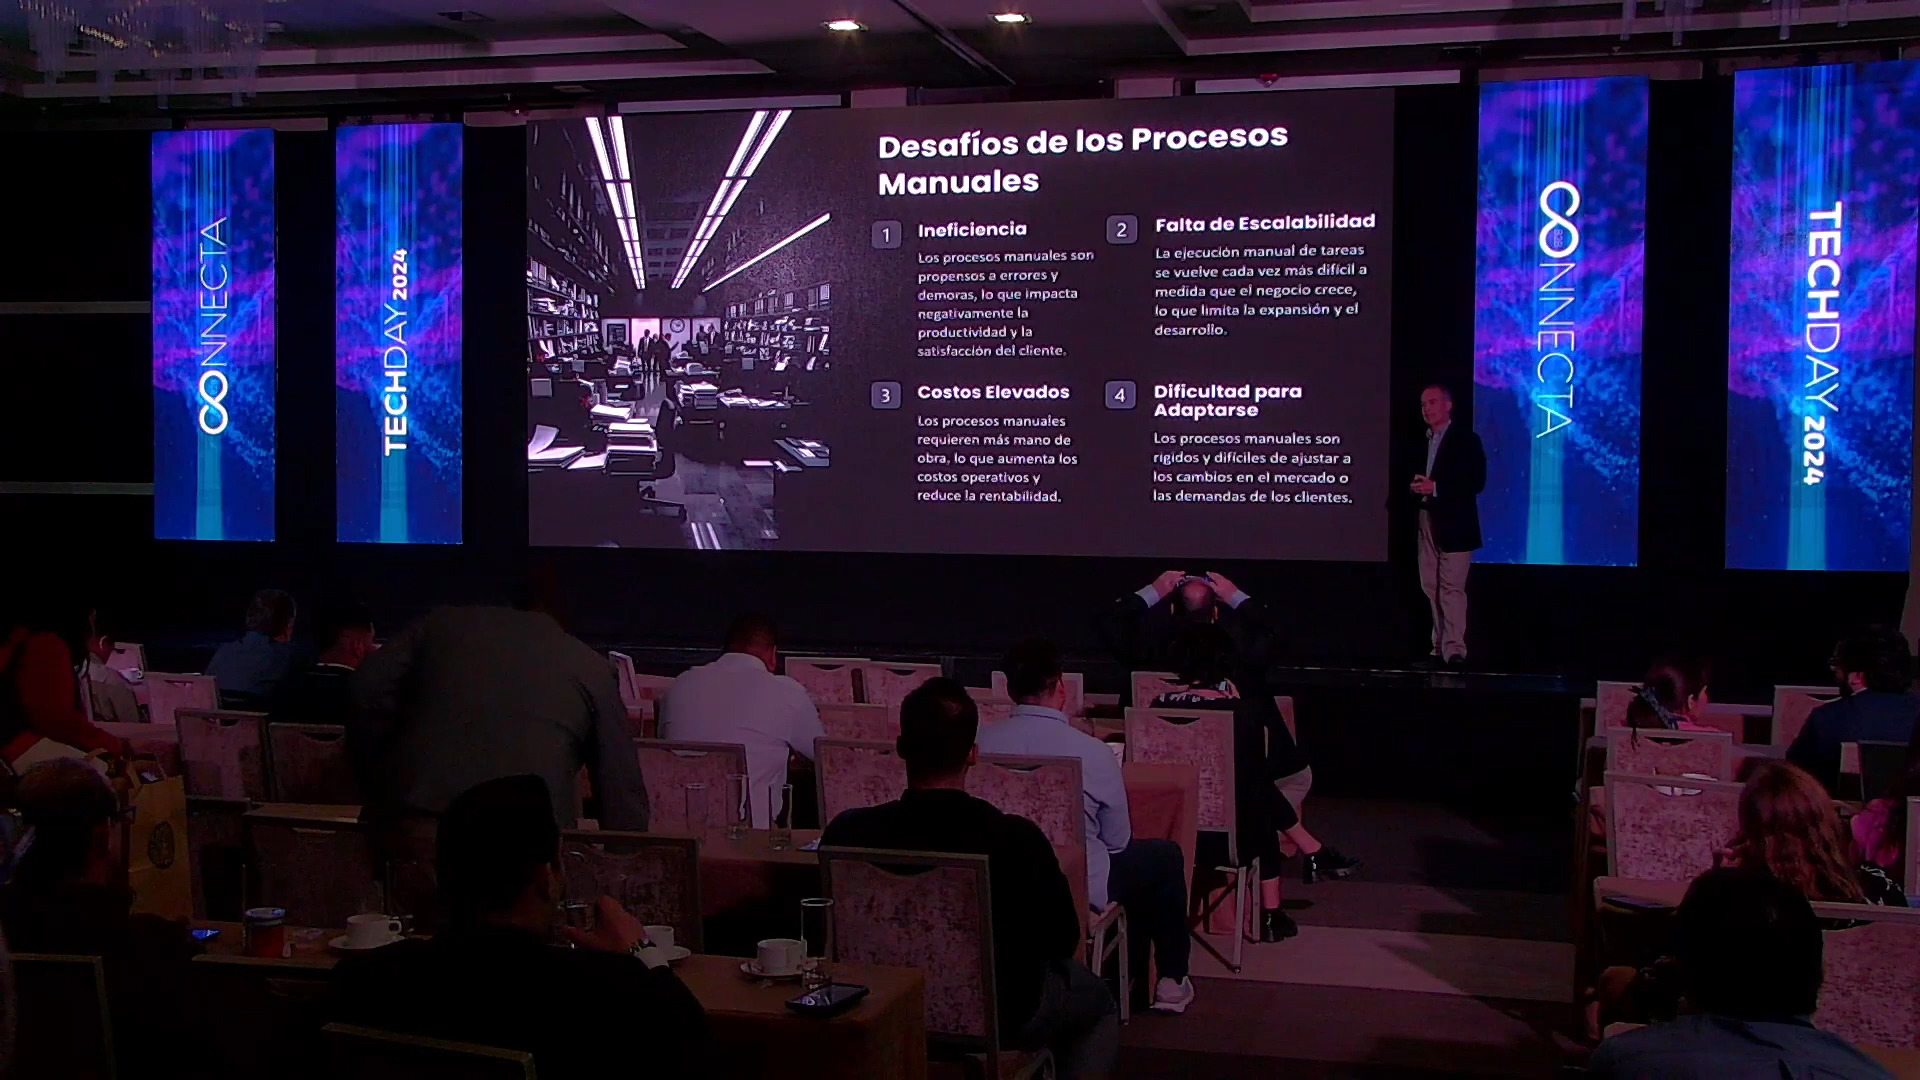 CONNECTA
TECHDAY 2024
Desafíos de los Procesos
Manuales
1
Ineficiencia
Los procesos manuales son
propensos a errores y
demoras, lo que impacta
negativamente la
productividad y la
satisfacción del cliente.
2
Falta de Escalabilidad
La ejecución manual de tareas
se vuelve cada vez más difícil a
medida que el negocio crece,
lo que limita la expansión y el
desarrollo.
3
Costos Elevados
Los procesos manuales
requieren más mano de
obra, lo que aumenta los
costos operativos y
reduce la rentabilidad.
4
Dificultad para
Adaptarse
Los procesos manuales son
rígidos y difíciles de ajustar a
los cambios en el mercado o
las demandas de los clientes.
CONNECTA
B2B
TECHDAY 2024